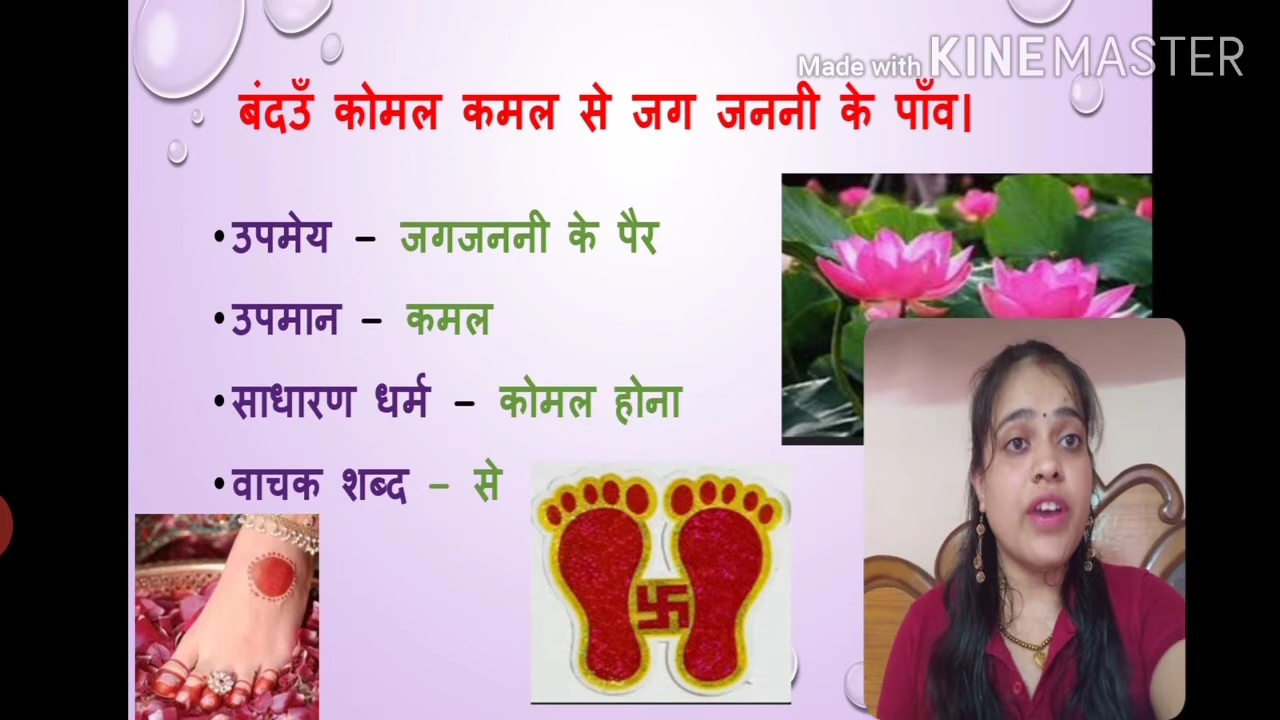 Made with KINEMASTER
बंदउँ कोमल कमल से जग जननी के पाँव।
•उपमेय – जगजननी के पैर
•उपमान – कमल
•साधारण धर्म – कोमल होना
•वाचक शब्द – से